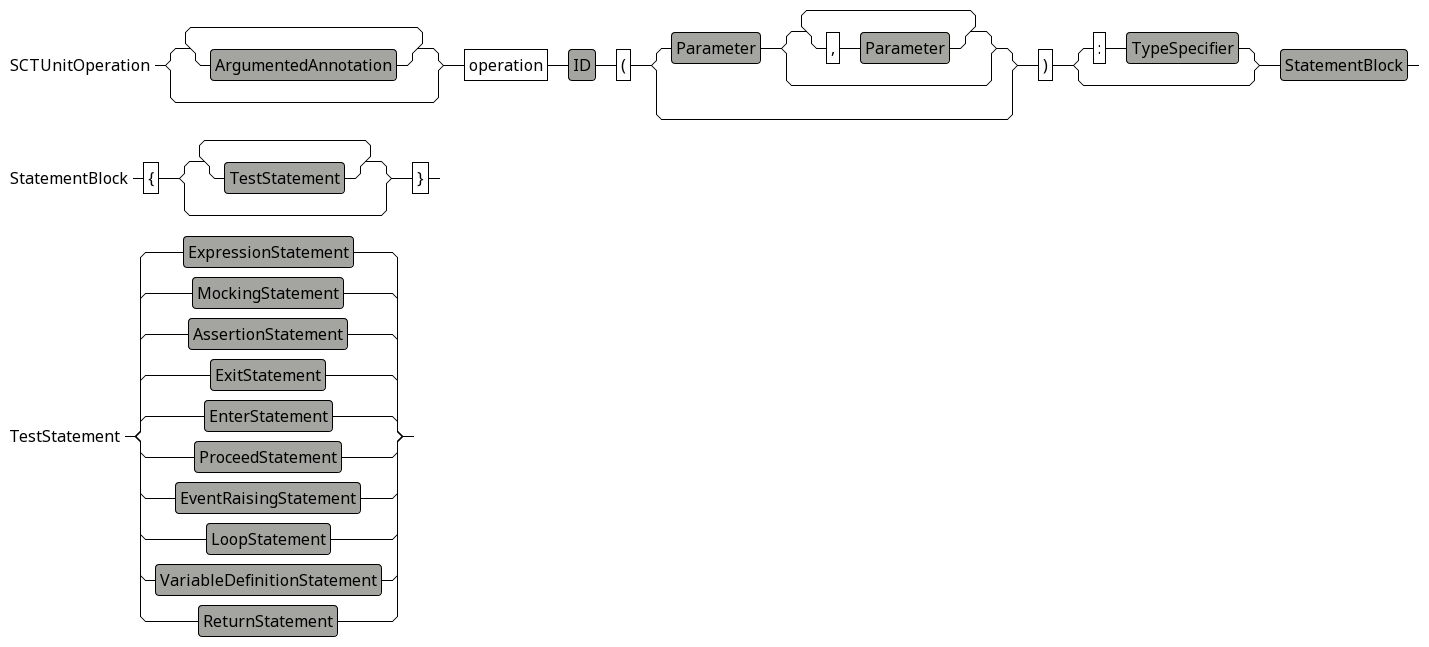 SCTUnitOperation ArgumentedAnnotation operation ID ( Parameter , Parameter ) : TypeSpecifier StatementBlock
StatementBlock { TestStatement }
ExpressionStatement
MockingStatement
AssertionStatement
ExitStatement
EnterStatement
TestStatement
ProceedStatement
EventRaisingStatement
LoopStatement
VariableDefinitionStatement
ReturnStatement